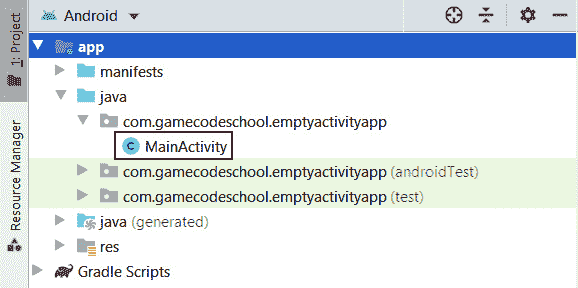 Android
1: Project
Resource Manager
app
manifests
java
com.gamecodeschool.emptyactivityapp
C MainActivity
com.gamecodeschool.emptyactivityapp (androidTest)
com.gamecodeschool.emptyactivityapp (test)
java (generated)
res
Gradle Scripts